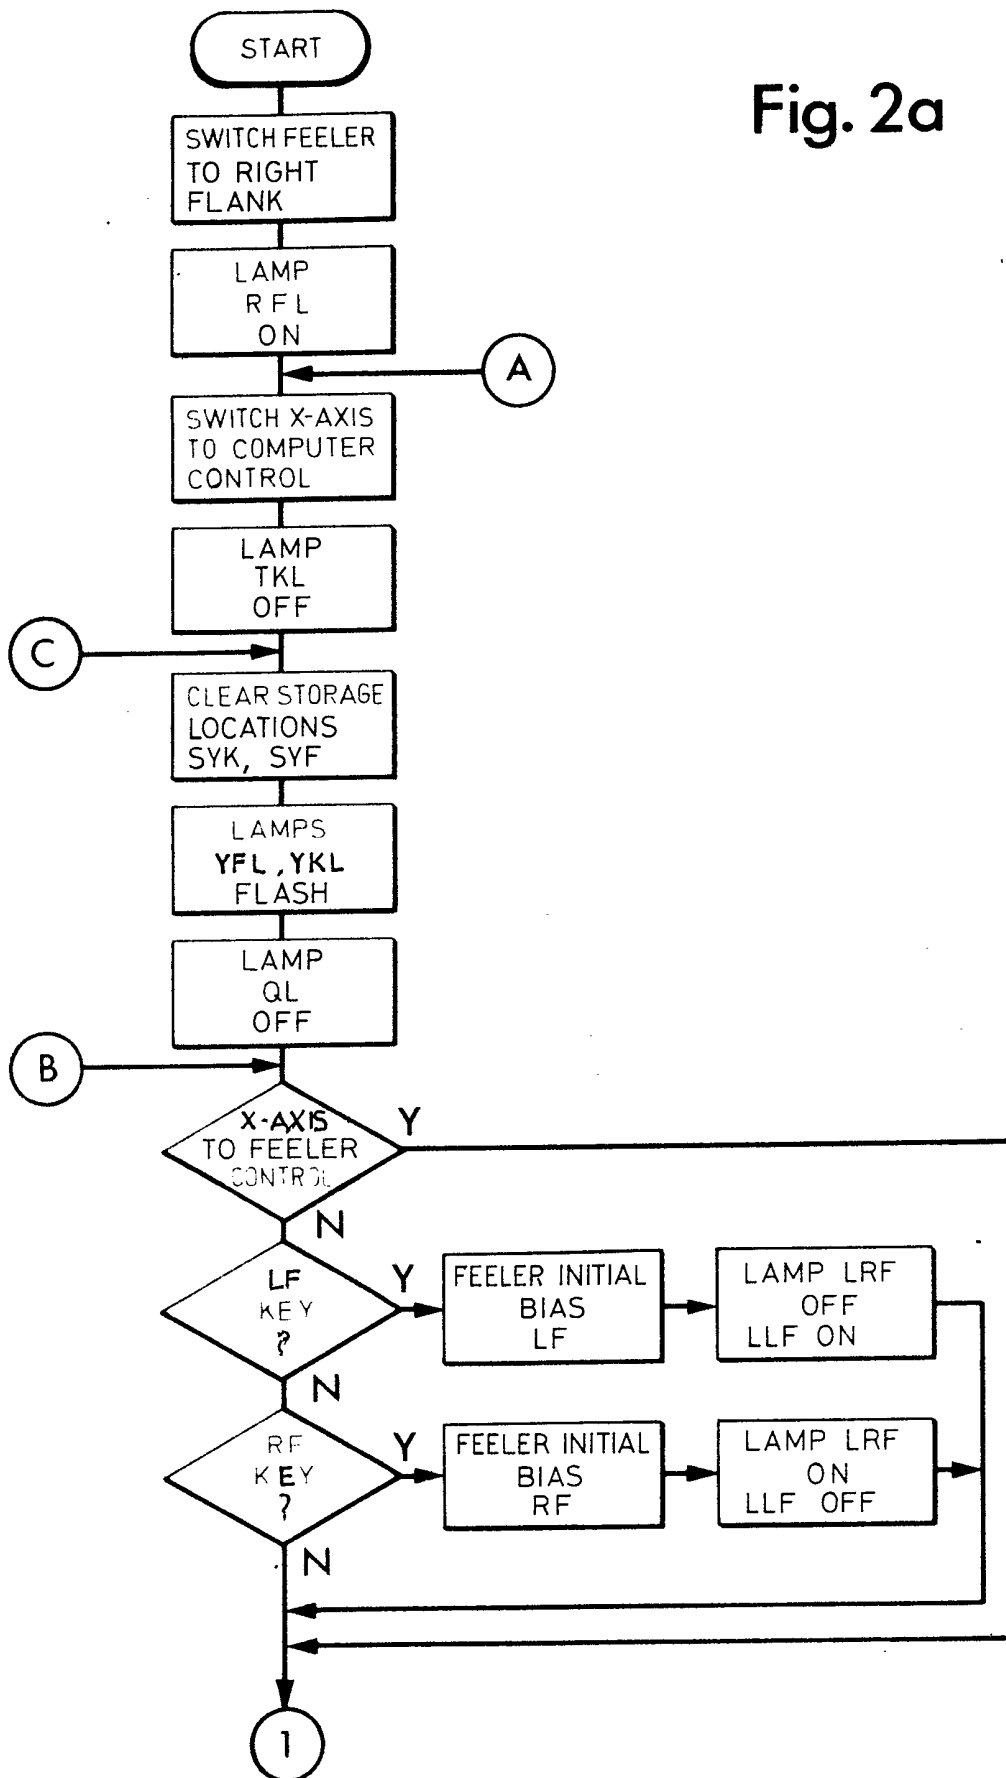 Fig. 2a
START
SWITCH FEELER
TO RIGHT
FLANK
LAMP
RFL
ON
A
SWITCH X-AXIS
TO COMPUTER
CONTROL
LAMP
TKL
OFF
C
CLEAR STORAGE
LOCATIONS
SYK, SYF
LAMPS
YFL, YKL
FLASH
LAMP
QL
OFF
B
X-AXIS
TO FEELER
CONTROL
Y
N
LF
KEY
?
Y
FEELER INITIAL
BIAS
LF
LAMP LRF
OFF
LLF ON
N
RF
KEY
?
Y
FEELER INITIAL
BIAS
RF
LAMP LRF
ON
LLF OFF
N
1